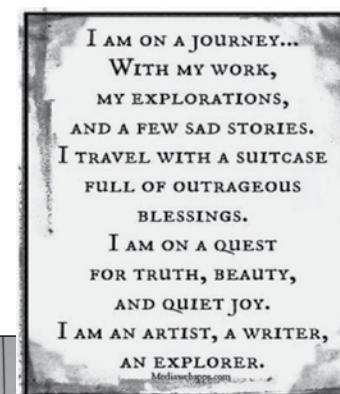 I AM ON A JOURNEY...
WITH MY WORK,
MY EXPLORATIONS,
AND A FEW SAD STORIES.
I TRAVEL WITH A SUITCASE
FULL OF OUTRAGEOUS
BLESSINGS.
I AM ON A QUEST
FOR TRUTH, BEAUTY,
AND QUIET JOY.
I AM AN ARTIST, A WRITER,
AN EXPLORER.
Mediawebapps.com